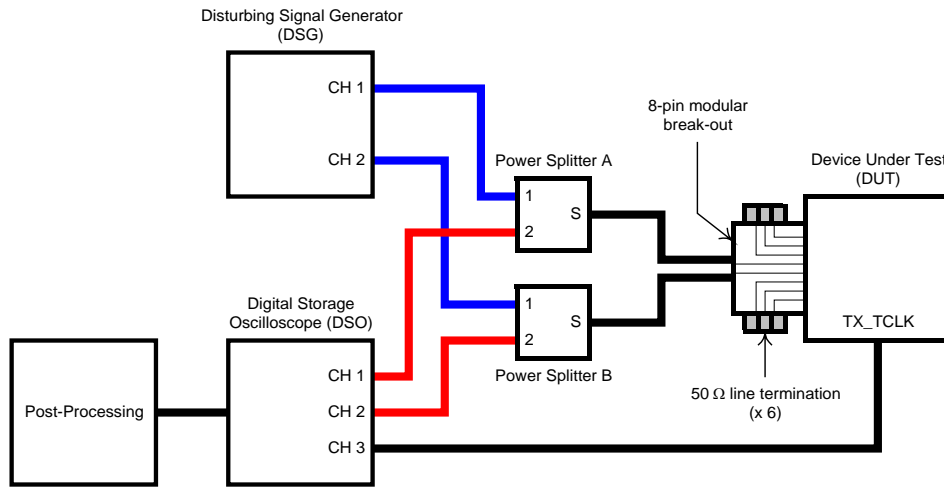 Disturbing Signal Generator
(DSG)
CH 1
CH 2
8-pin modular
break-out
Power Splitter A
1
2
S
Device Under Test
(DUT)
TX_TCLK
Digital Storage
Oscilloscope (DSO)
CH 1
CH 2
CH 3
1
2
S
Power Splitter B
Post-Processing
50 Ω line termination
(x 6)